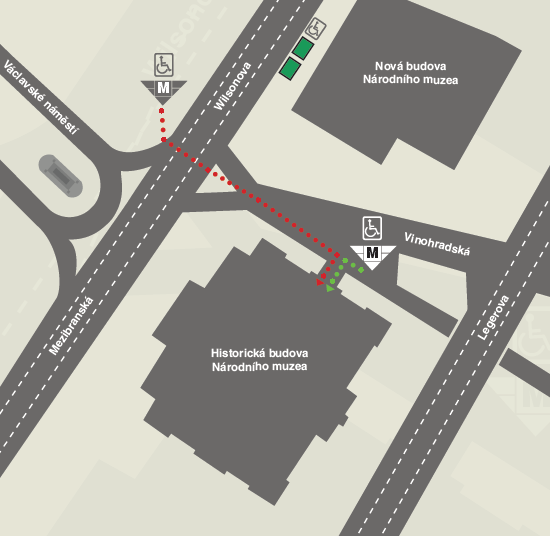 Nová budova
Národního muzea
Wilsonova
M
Václavské náměstí
Vinohradská
M
Mezibranská
Legerova
Historická budova
Národního muzea